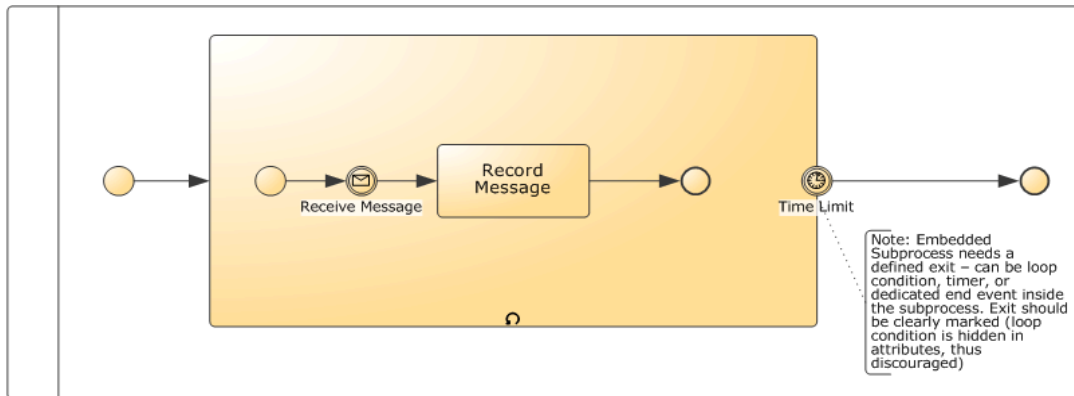 Record
Message
Receive Message
Time Limit
Note: Embedded
Subprocess needs a
defined exit – can be loop
condition, timer, or
dedicated end event inside
the subprocess. Exit should
be clearly marked (loop
condition is hidden in
attributes, thus
discouraged)